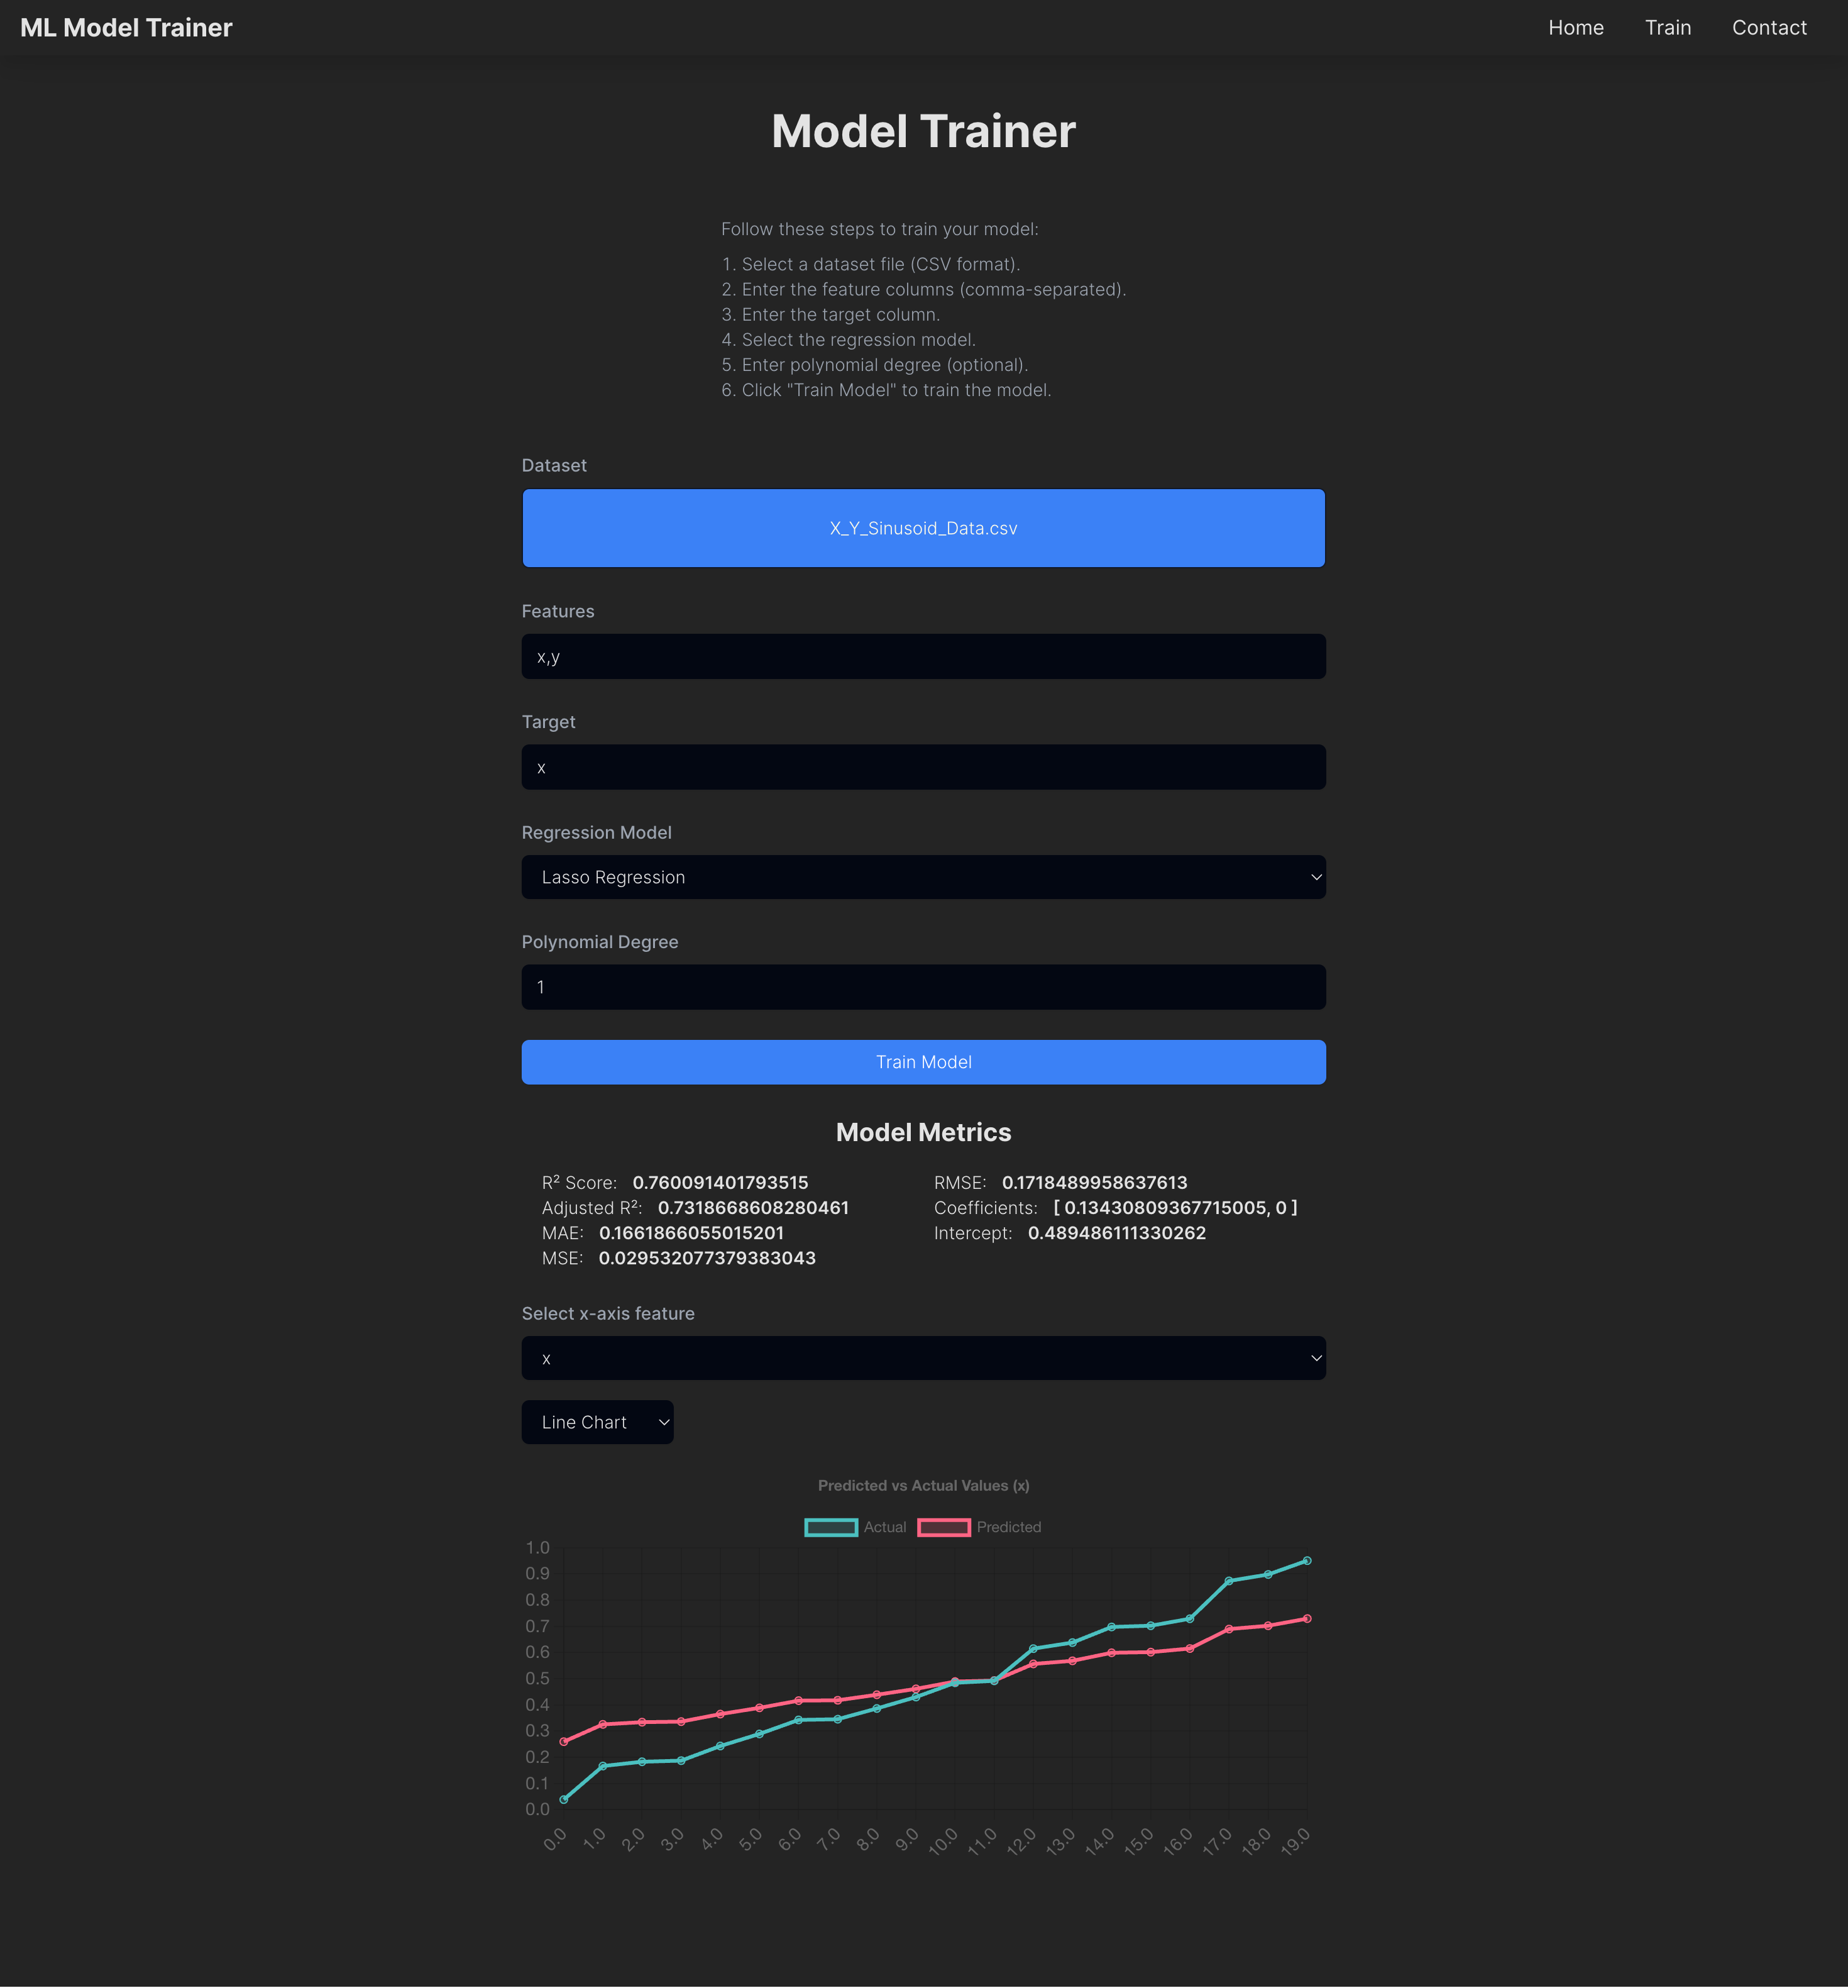 ML Model Trainer
Home Train Contact
Model Trainer
Follow these steps to train your model:
1. Select a dataset file (CSV format).
2. Enter the feature columns (comma-separated).
3. Enter the target column.
4. Select the regression model.
5. Enter polynomial degree (optional).
6. Click "Train Model" to train the model.
Dataset
X_Y_Sinusoid_Data.csv
Features
x,y
Target
x
Regression Model
Lasso Regression
Polynomial Degree
1
Train Model
Model Metrics
R² Score: 0.760091401793515
Adjusted R²: 0.7318668608280461
MAE: 0.1661866055015201
MSE: 0.029532077379383043
RMSE: 0.1718489958637613
Coefficients: [ 0.13430809367715005, 0 ]
Intercept: 0.489486111330262
Select x-axis feature
x
Line Chart
Predicted vs Actual Values (x)
Actual Predicted
1.0
0.9
0.8
0.7
0.6
0.5
0.4
0.3
0.2
0.1
0.0
0.0 1.0 2.0 3.0 4.0 5.0 6.0 7.0 8.0 9.0 10.0 11.0 12.0 13.0 14.0 15.0 16.0 17.0 18.0 19.0